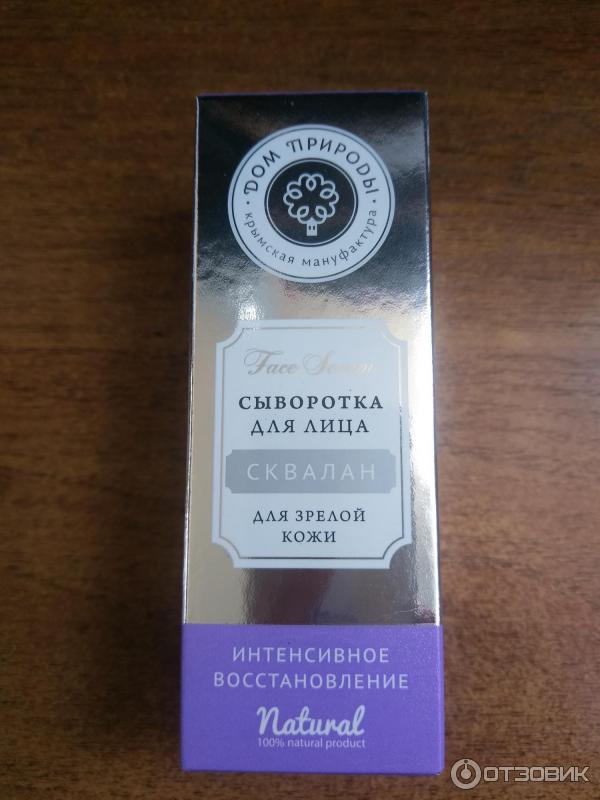 ДОМ ПРИРОДЫ
крымская мануфактура
Face Serum
СЫВОРОТКА
ДЛЯ ЛИЦА
СКВАЛАН
ДЛЯ ЗРЕЛОЙ
КОЖИ
ИНТЕНСИВНОЕ
ВОССТАНОВЛЕНИЕ
Natural
100% natural product
ОТЗОВИК